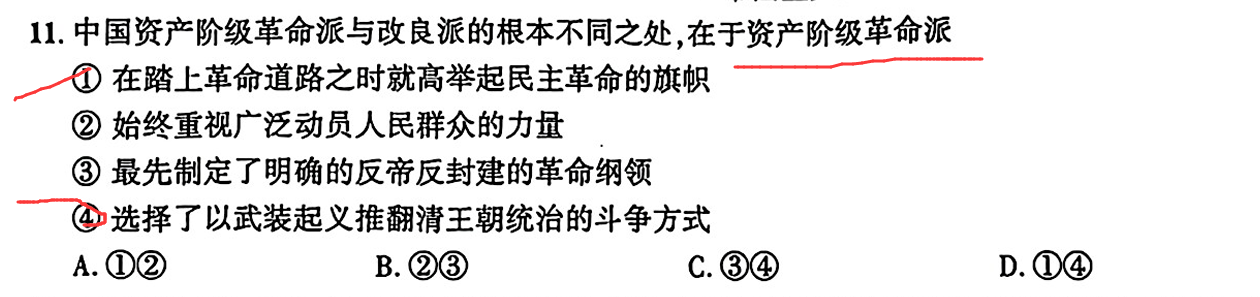 11. 中国资产阶级革命派与改良派的根本不同之处,在于资产阶级革命派
① 在踏上革命道路之时就高举起民主革命的旗帜
② 始终重视广泛动员人民群众的力量
③ 最先制定了明确的反帝反封建的革命纲领
④ 选择了以武装起义推翻清王朝统治的斗争方式
A. ①② B. ②③ C. ③④ D. ①④